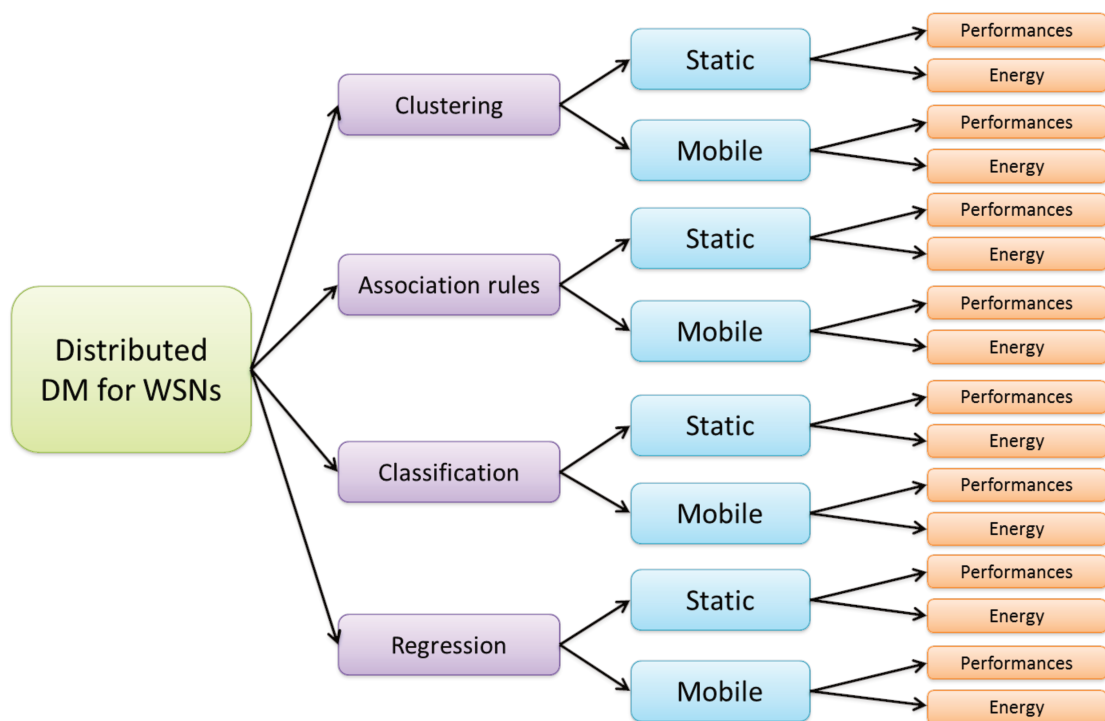 Distributed
DM for WSNs
Clustering
Static
Performances
Energy
Mobile
Performances
Energy
Association rules
Static
Performances
Energy
Mobile
Performances
Energy
Classification
Static
Performances
Energy
Mobile
Performances
Energy
Regression
Static
Performances
Energy
Mobile
Performances
Energy